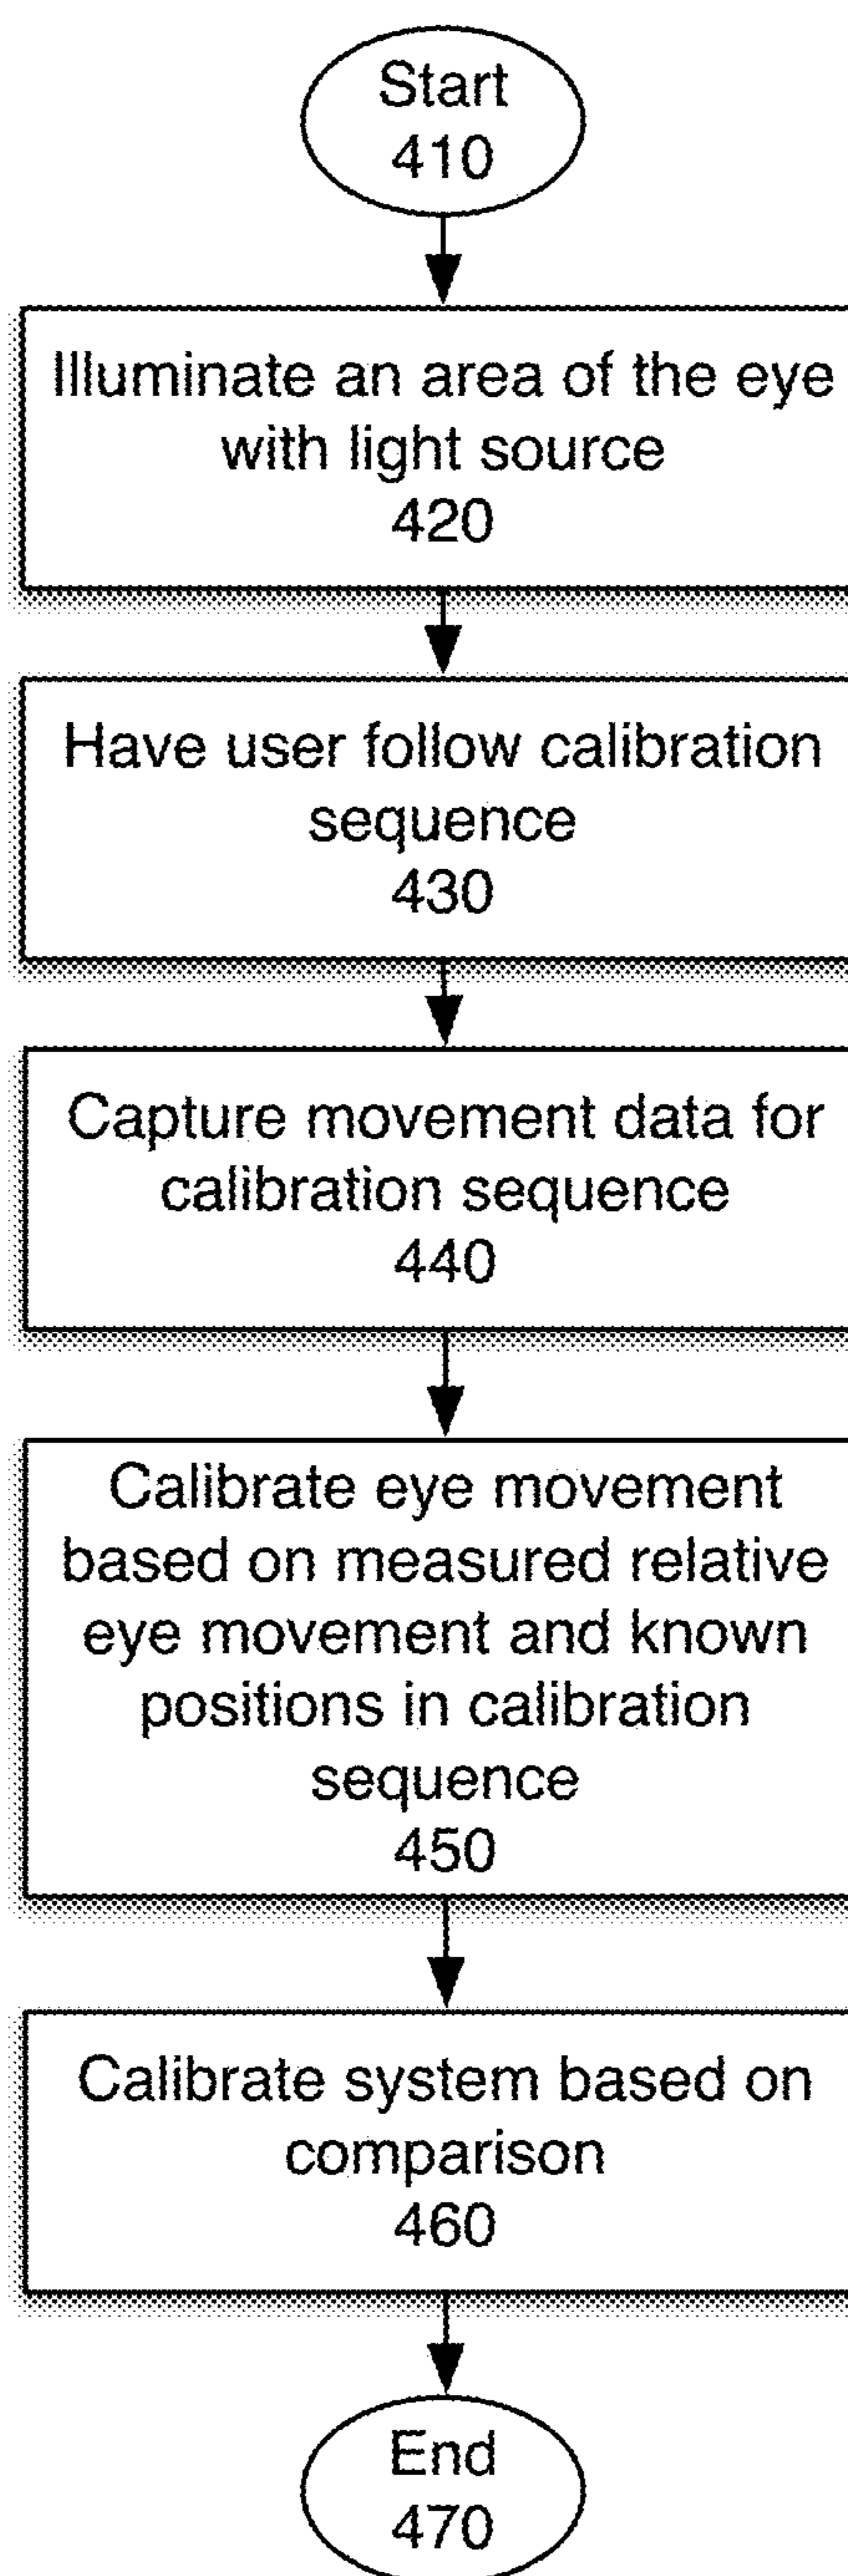 Start
410
Illuminate an area of the eye
with light source
420
Have user follow calibration
sequence
430
Capture movement data for
calibration sequence
440
Calibrate eye movement
based on measured relative
eye movement and known
positions in calibration
sequence
450
Calibrate system based on
comparison
460
End
470